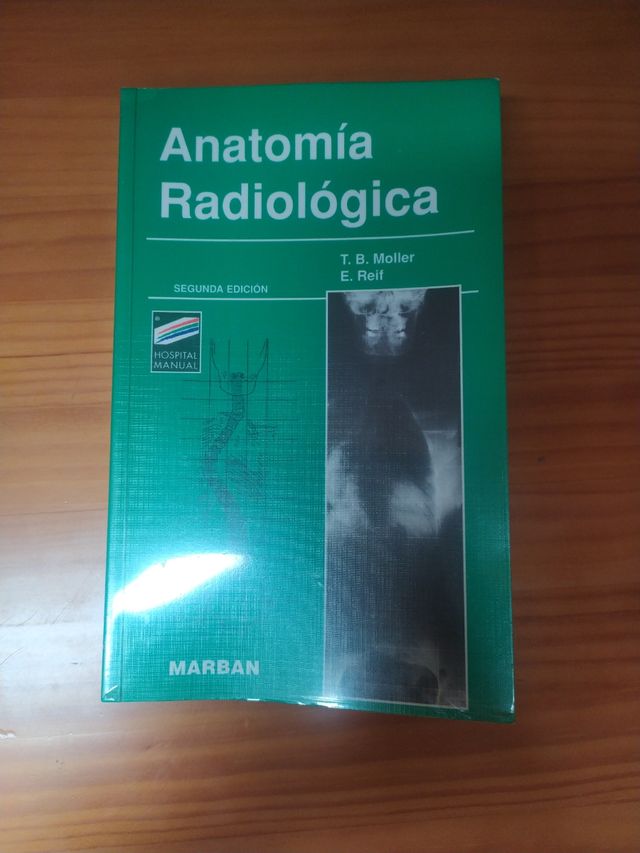 Anatomía
Radiológica
T. B. Moller
E. Reif
SEGUNDA EDICIÓN
®
HOSPITAL
MANUAL
MARBAN